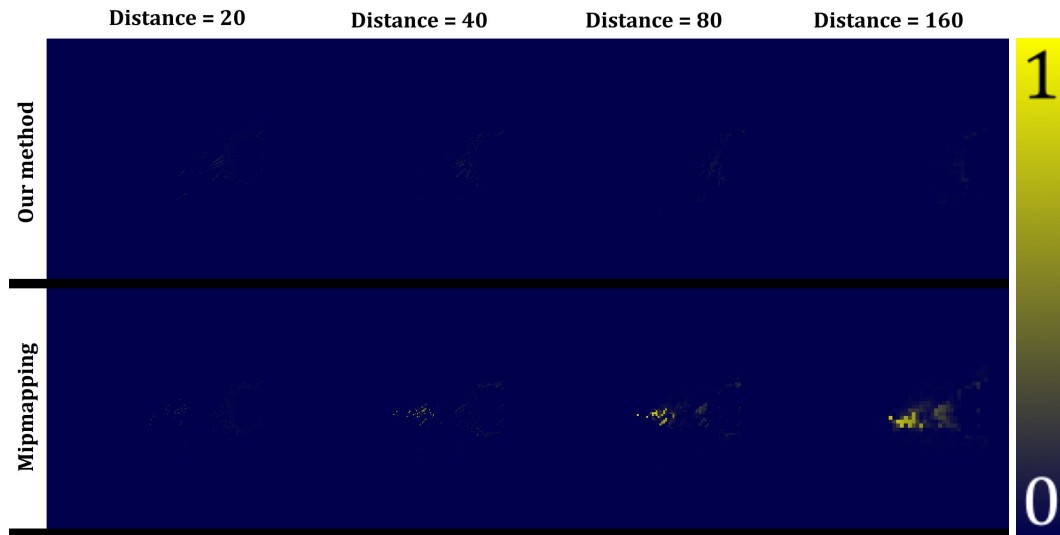 Distance = 20
Distance = 40
Distance = 80
Distance = 160
Our method
Mipmapping
1
0